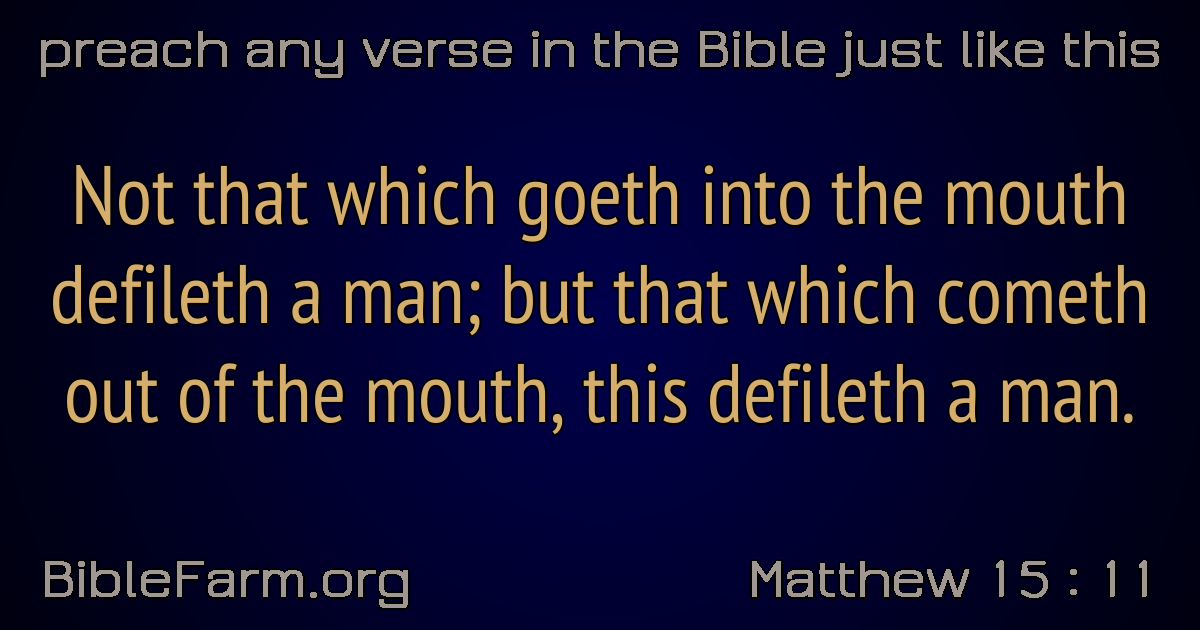 preach any verse in the Bible just like this
Not that which goeth into the mouth
defileth a man; but that which cometh
out of the mouth, this defileth a man.
BibleFarm.org
Matthew 15 : 11